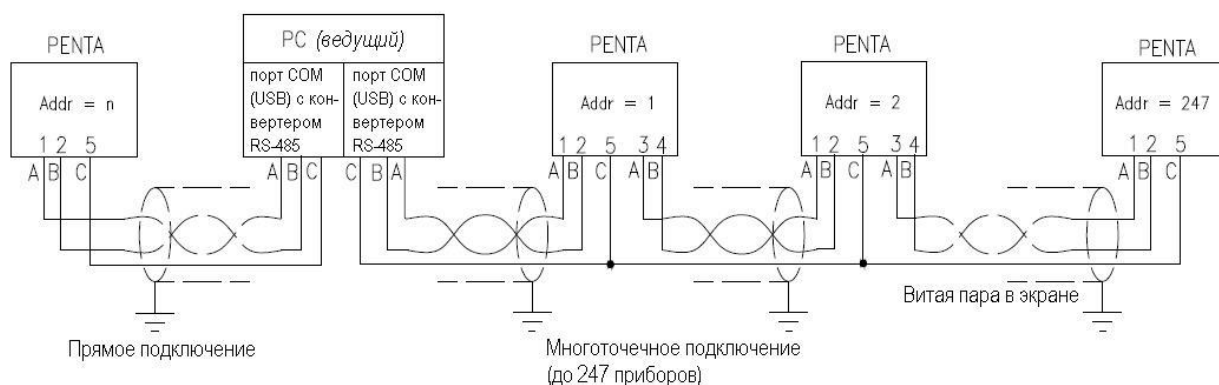 PENTA
PC (ведущий)
PENTA
PENTA
PENTA
Addr = n
порт COM
(USB) с кон-
вертером
RS-485
порт COM
(USB) с кон-
вертером
RS-485
Addr = 1
Addr = 2
Addr = 247
1 2 5
1 2 5 3 4
1 2 5 3 4
1 2 5
A B C
A B C
C B A
A B C A B
A B C A B
A B C
Витая пара в экране
Прямое подключение
Многоточечное подключение
(до 247 приборов)